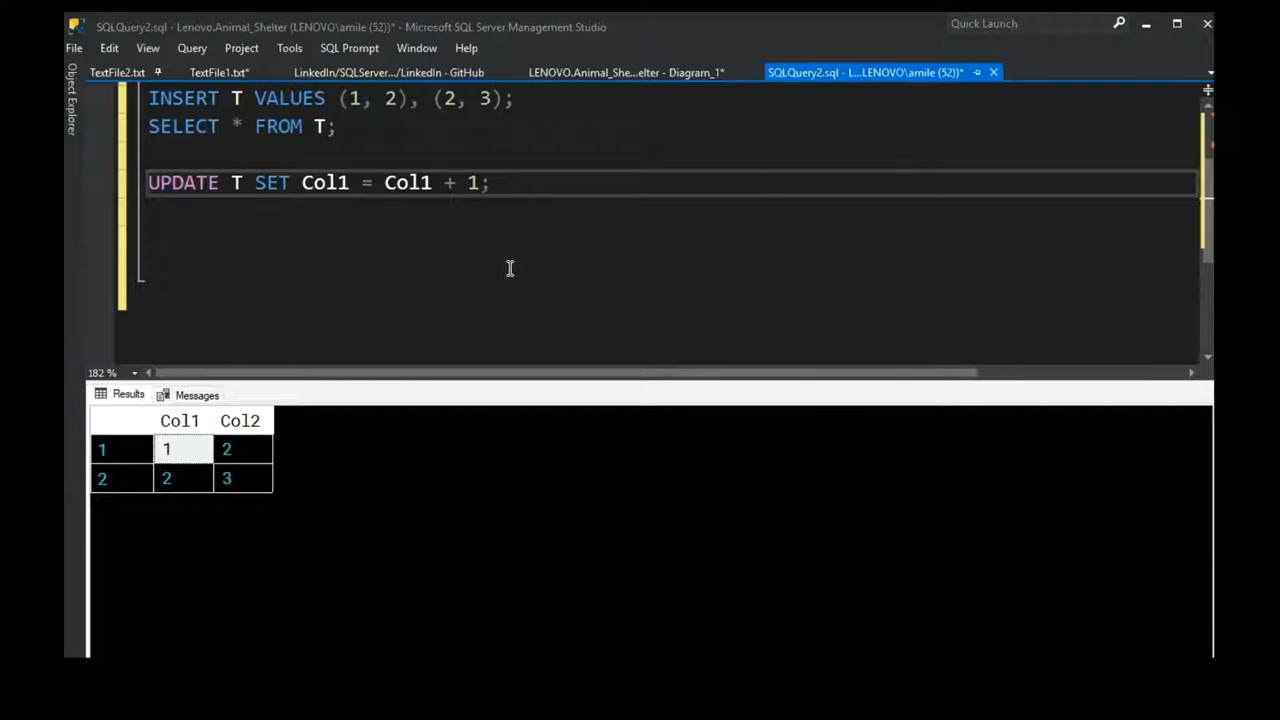 SQLQuery2.sql - Lenovo.Animal_Shelter (LENOVO\amile (52))* - Microsoft SQL Server Management Studio
Quick Launch
File Edit View Query Project Tools SQL Prompt Window Help
TextFile2.txt TextFile1.txt* LinkedIn/SQLServer.../LinkedIn - GitHub LENOVO.Animal_She...elter - Diagram_1* SQLQuery2.sql - L...LENOVO\amile (52))*
Object Explorer
INSERT T VALUES (1, 2), (2, 3);
SELECT * FROM T;
UPDATE T SET Col1 = Col1 + 1;
182 %
Results Messages
Col1 Col2
1 1 2
2 2 3